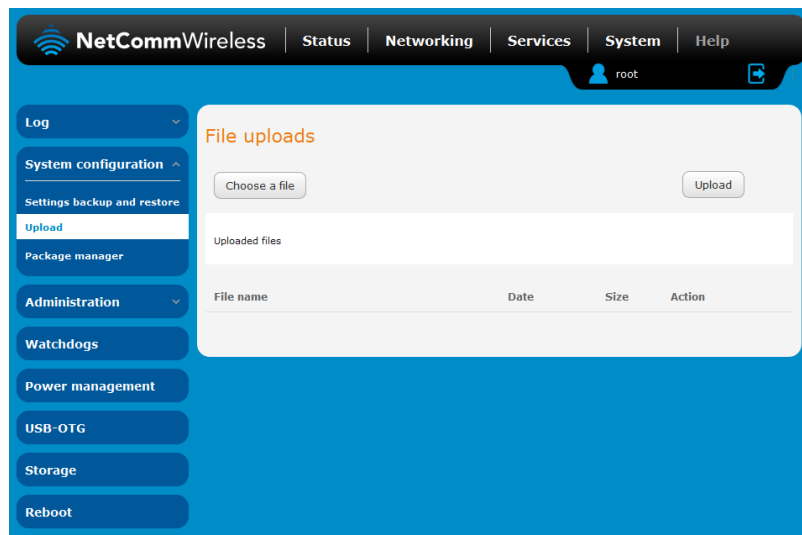 NetCommWireless Status Networking Services System Help
root
Log
System configuration
Settings backup and restore
Upload
Package manager
Administration
Watchdogs
Power management
USB-OTG
Storage
Reboot
File uploads
Choose a file Upload
Uploaded files
File name Date Size Action